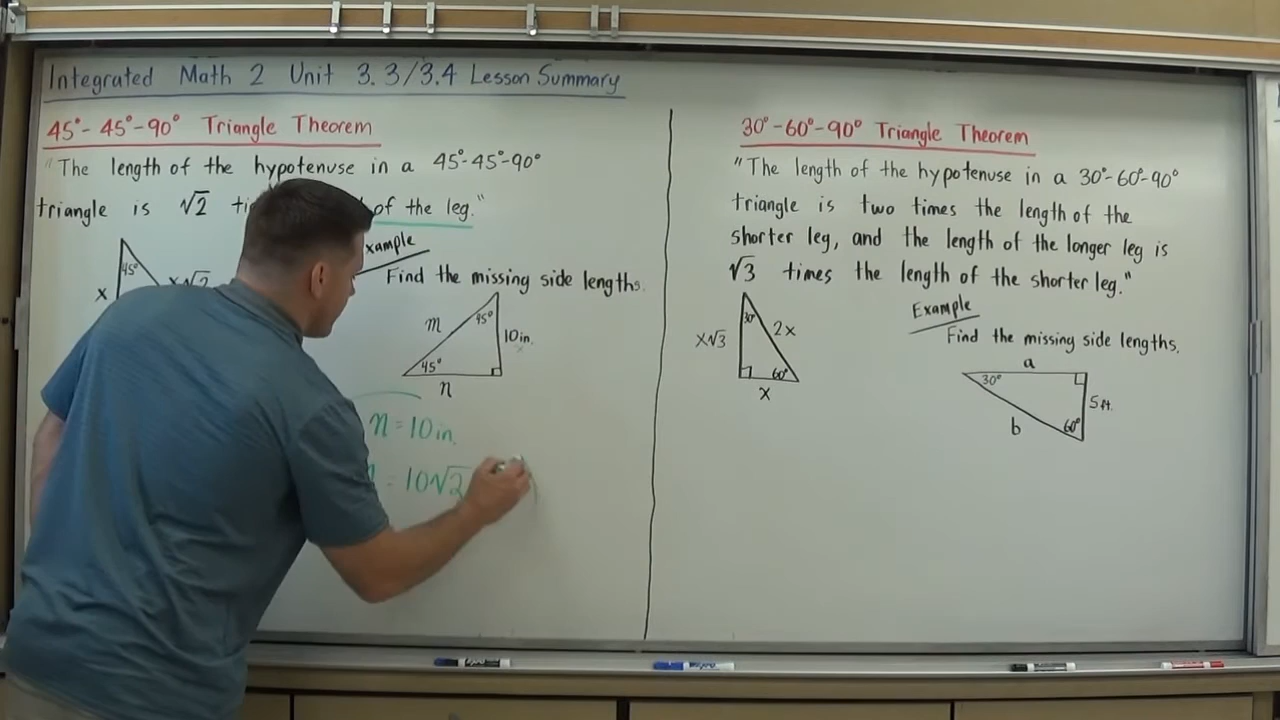 Integrated Math 2 Unit 3.3/3.4 Lesson Summary
45°-45°-90° Triangle Theorem
"The length of the hypotenuse in a 45°-45°-90°
triangle is √2 of the leg."
Find the missing side lengths.
45°
x
m
45°
10in.
45°
n
n = 10in.
= 10√2
30°-60°-90° Triangle Theorem
"The length of the hypotenuse in a 30°-60°-90°
triangle is two times the length of the
shorter leg, and the length of the longer leg is
√3 times the length of the shorter leg."
Example
Find the missing side lengths.
x√3
30°
2x
60°
x
a
30°
5ft.
b
60°